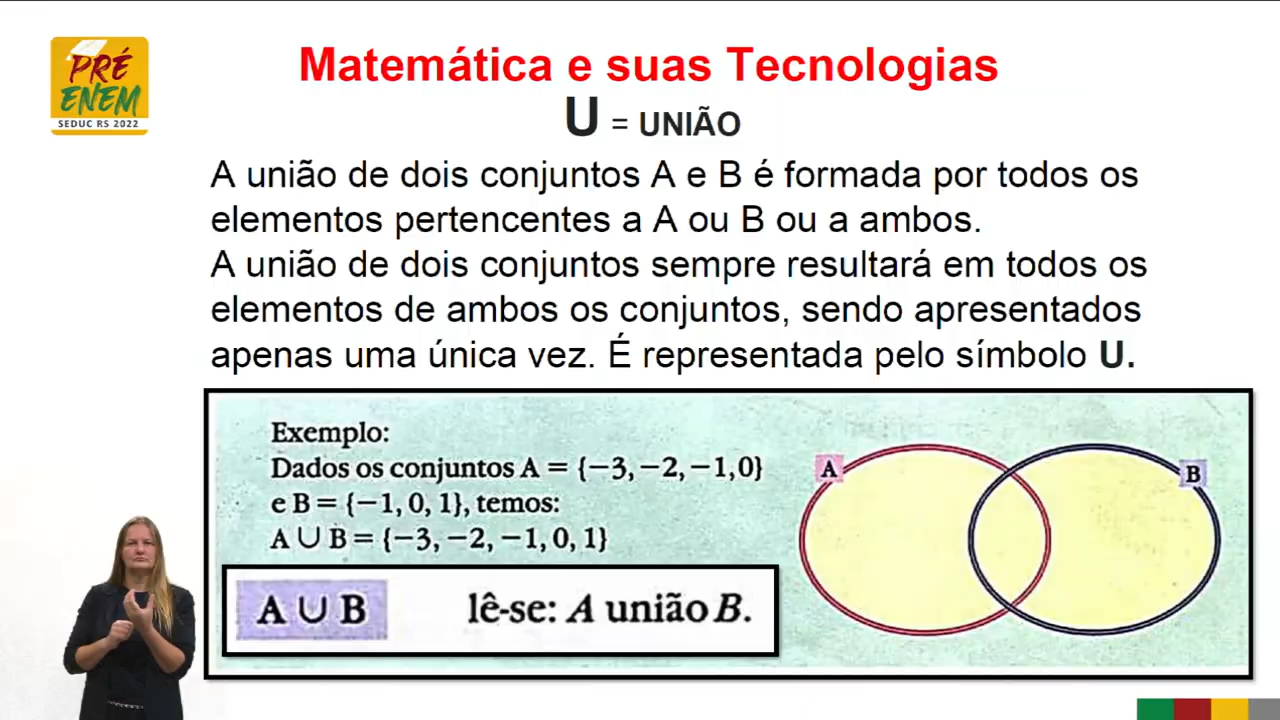 PRÉ
ENEM
SEDUC RS 2022
Matemática e suas Tecnologias
U = UNIÃO
A união de dois conjuntos A e B é formada por todos os
elementos pertencentes a A ou B ou a ambos.
A união de dois conjuntos sempre resultará em todos os
elementos de ambos os conjuntos, sendo apresentados
apenas uma única vez. É representada pelo símbolo U.
Exemplo:
Dados os conjuntos A = {−3, −2, −1,0}
e B = {−1, 0, 1}, temos:
A ∪ B = {−3, −2, −1, 0, 1}
A ∪ B lê-se: A união B.
A
B